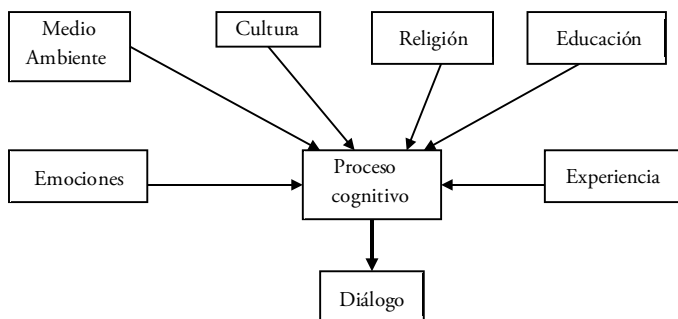 Medio
Ambiente
Cultura
Religión
Educación
Emociones
Proceso
cognitivo
Experiencia
Diálogo